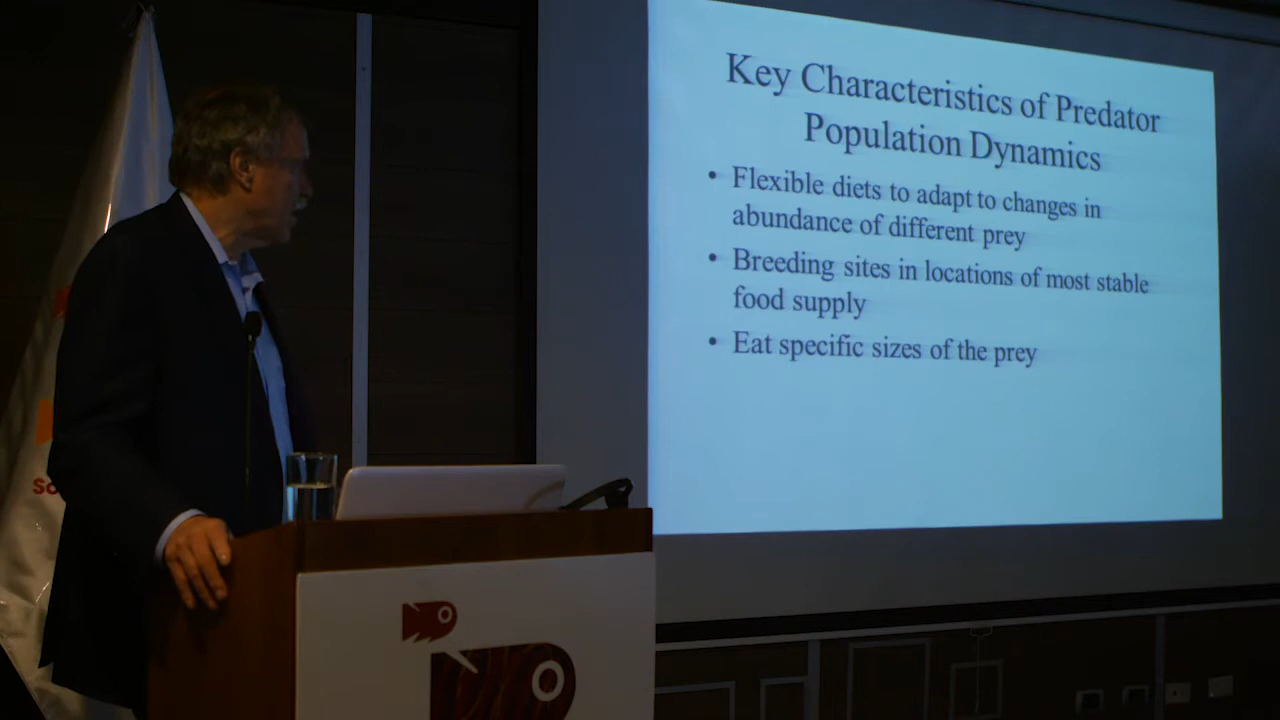 Key Characteristics of Predator
Population Dynamics
• Flexible diets to adapt to changes in
abundance of different prey
• Breeding sites in locations of most stable
food supply
• Eat specific sizes of the prey